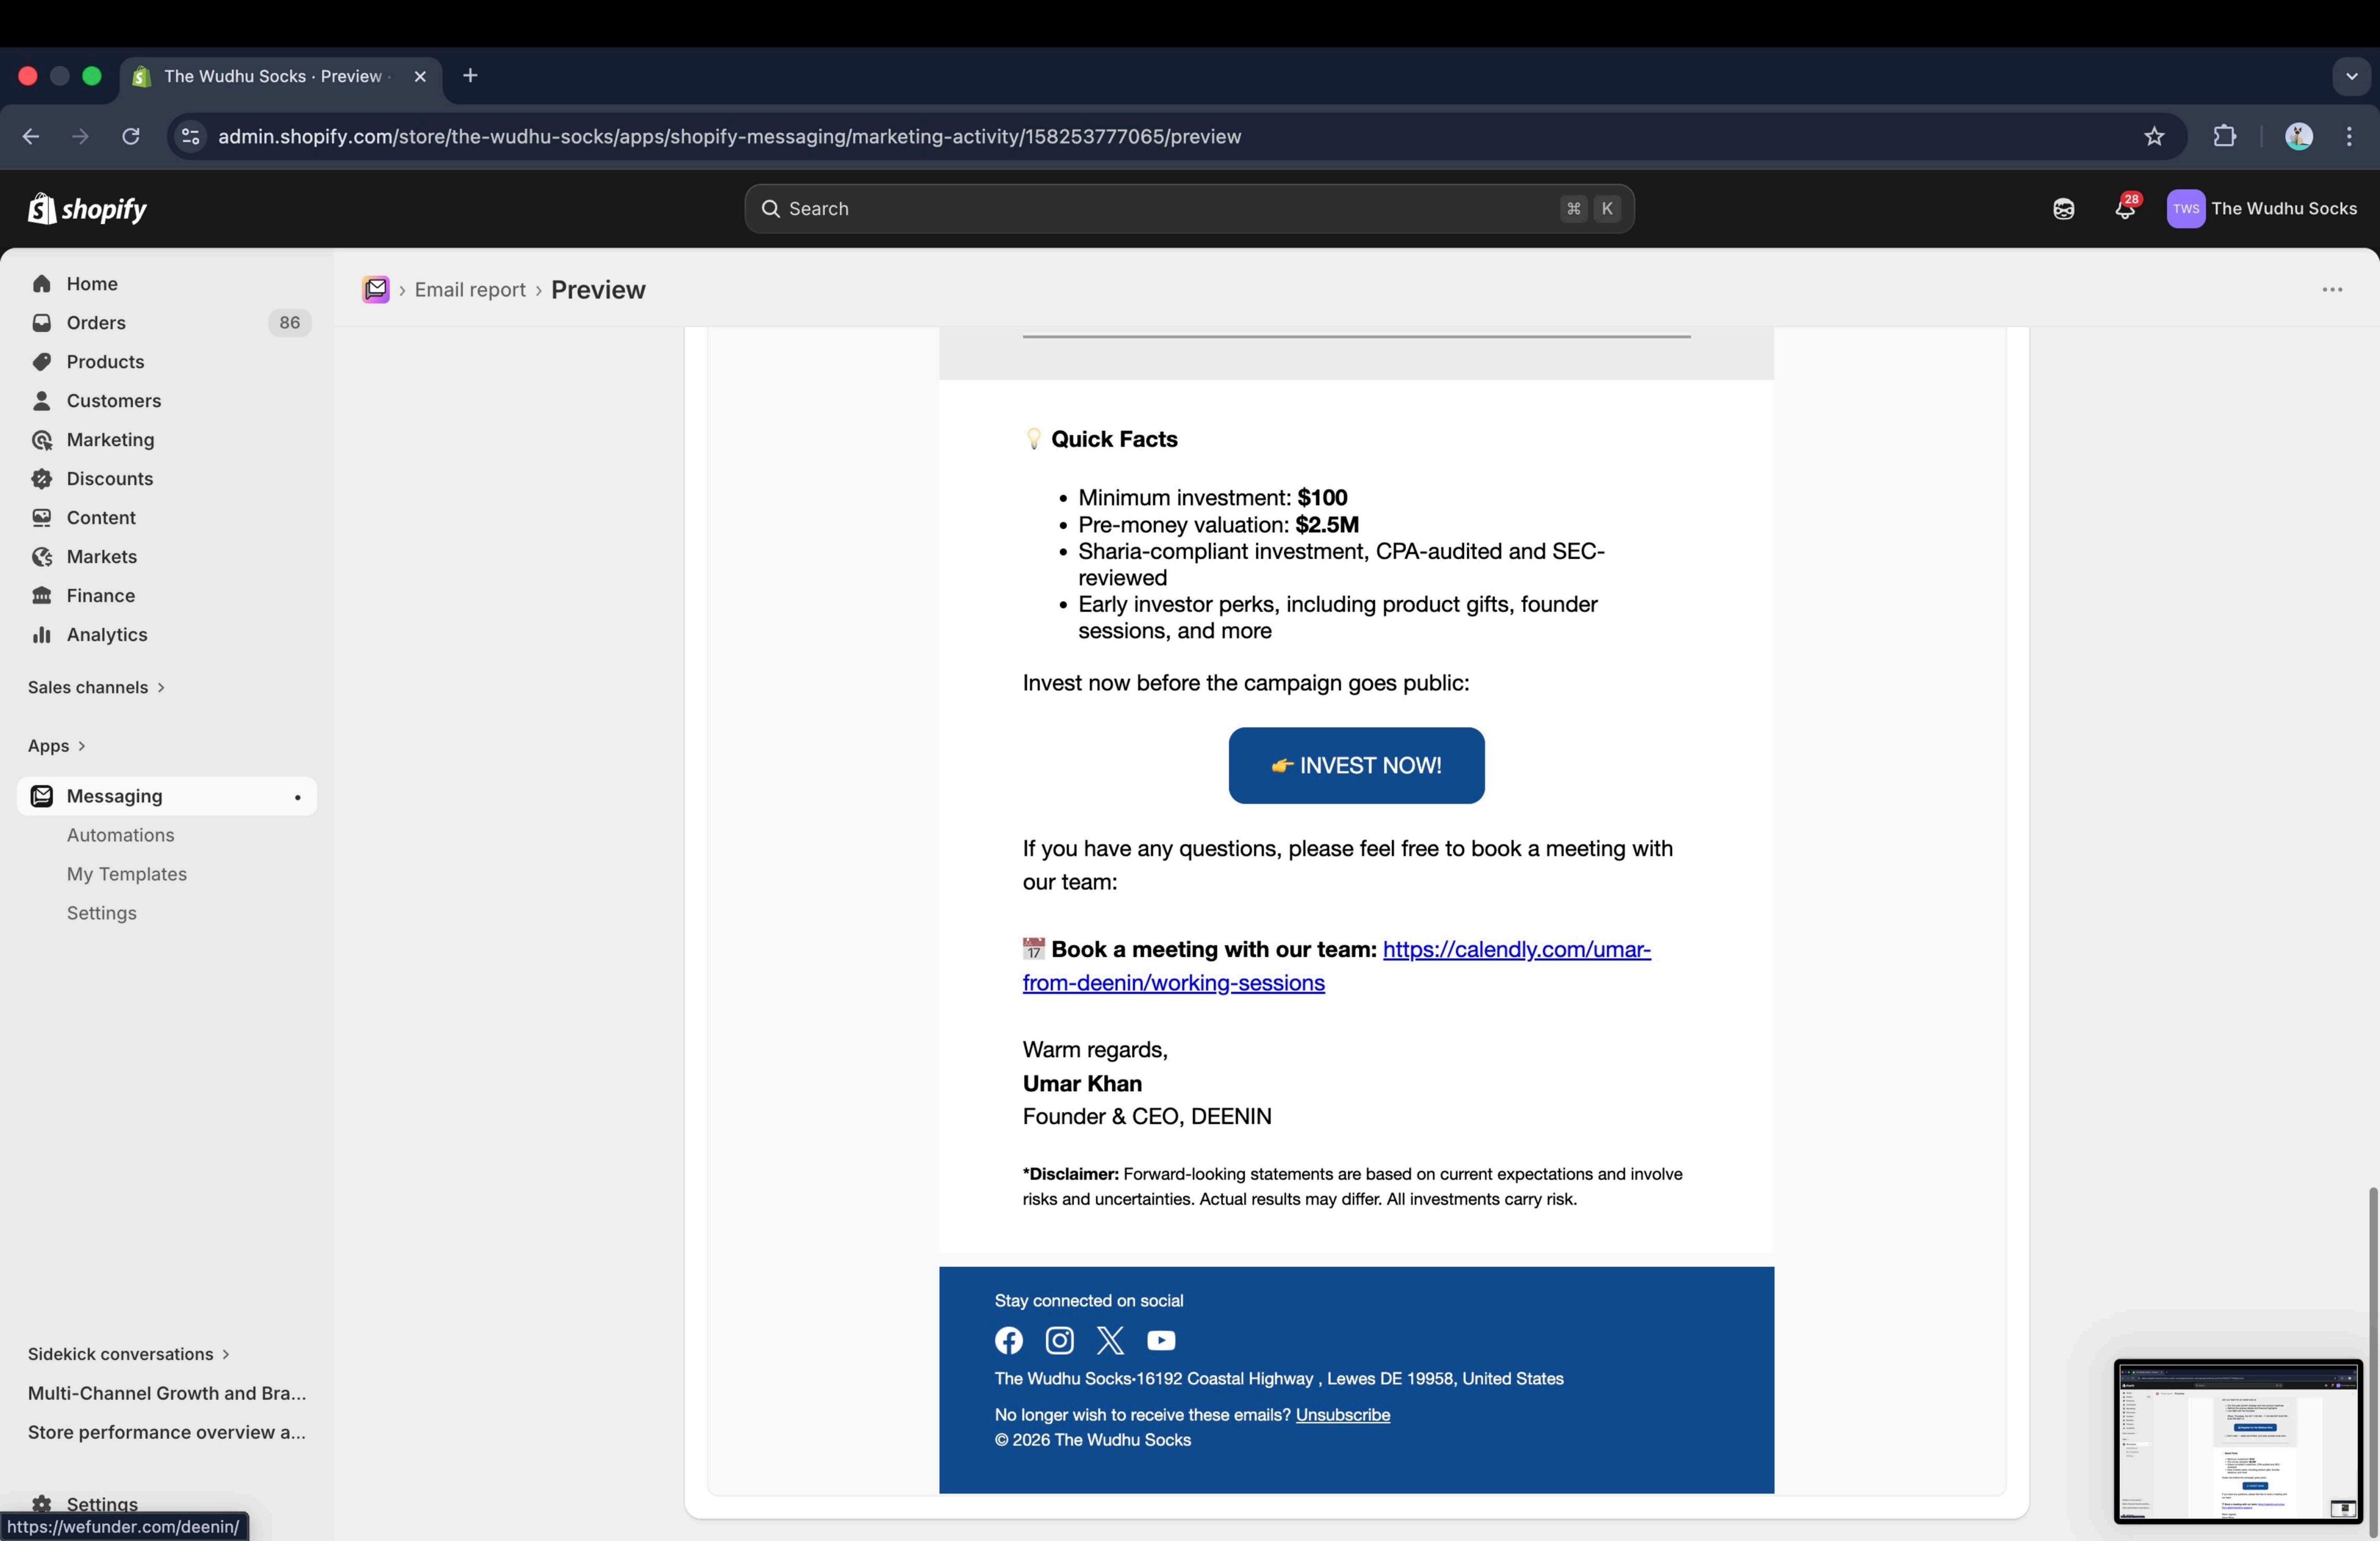 The Wudhu Socks · Preview ·
admin.shopify.com/store/the-wudhu-socks/apps/shopify-messaging/marketing-activity/158253777065/preview
shopify
Search
⌘ K
28
TWS
The Wudhu Socks
Home
Orders
86
Products
Customers
Marketing
Discounts
Content
Markets
Finance
Analytics
Sales channels
Apps
Messaging
Automations
My Templates
Settings
Sidekick conversations
Multi-Channel Growth and Bra...
Store performance overview a...
Settings
https://wefunder.com/deenin/
Email report
Preview
💡 Quick Facts
• Minimum investment: $100
• Pre-money valuation: $2.5M
• Sharia-compliant investment, CPA-audited and SEC-
reviewed
• Early investor perks, including product gifts, founder
sessions, and more
Invest now before the campaign goes public:
👉 INVEST NOW!
If you have any questions, please feel free to book a meeting with
our team:
📅 Book a meeting with our team: https://calendly.com/umar-
from-deenin/working-sessions
Warm regards,
Umar Khan
Founder & CEO, DEENIN
*Disclaimer: Forward-looking statements are based on current expectations and involve
risks and uncertainties. Actual results may differ. All investments carry risk.
Stay connected on social
The Wudhu Socks·16192 Coastal Highway , Lewes DE 19958, United States
No longer wish to receive these emails? Unsubscribe
© 2026 The Wudhu Socks